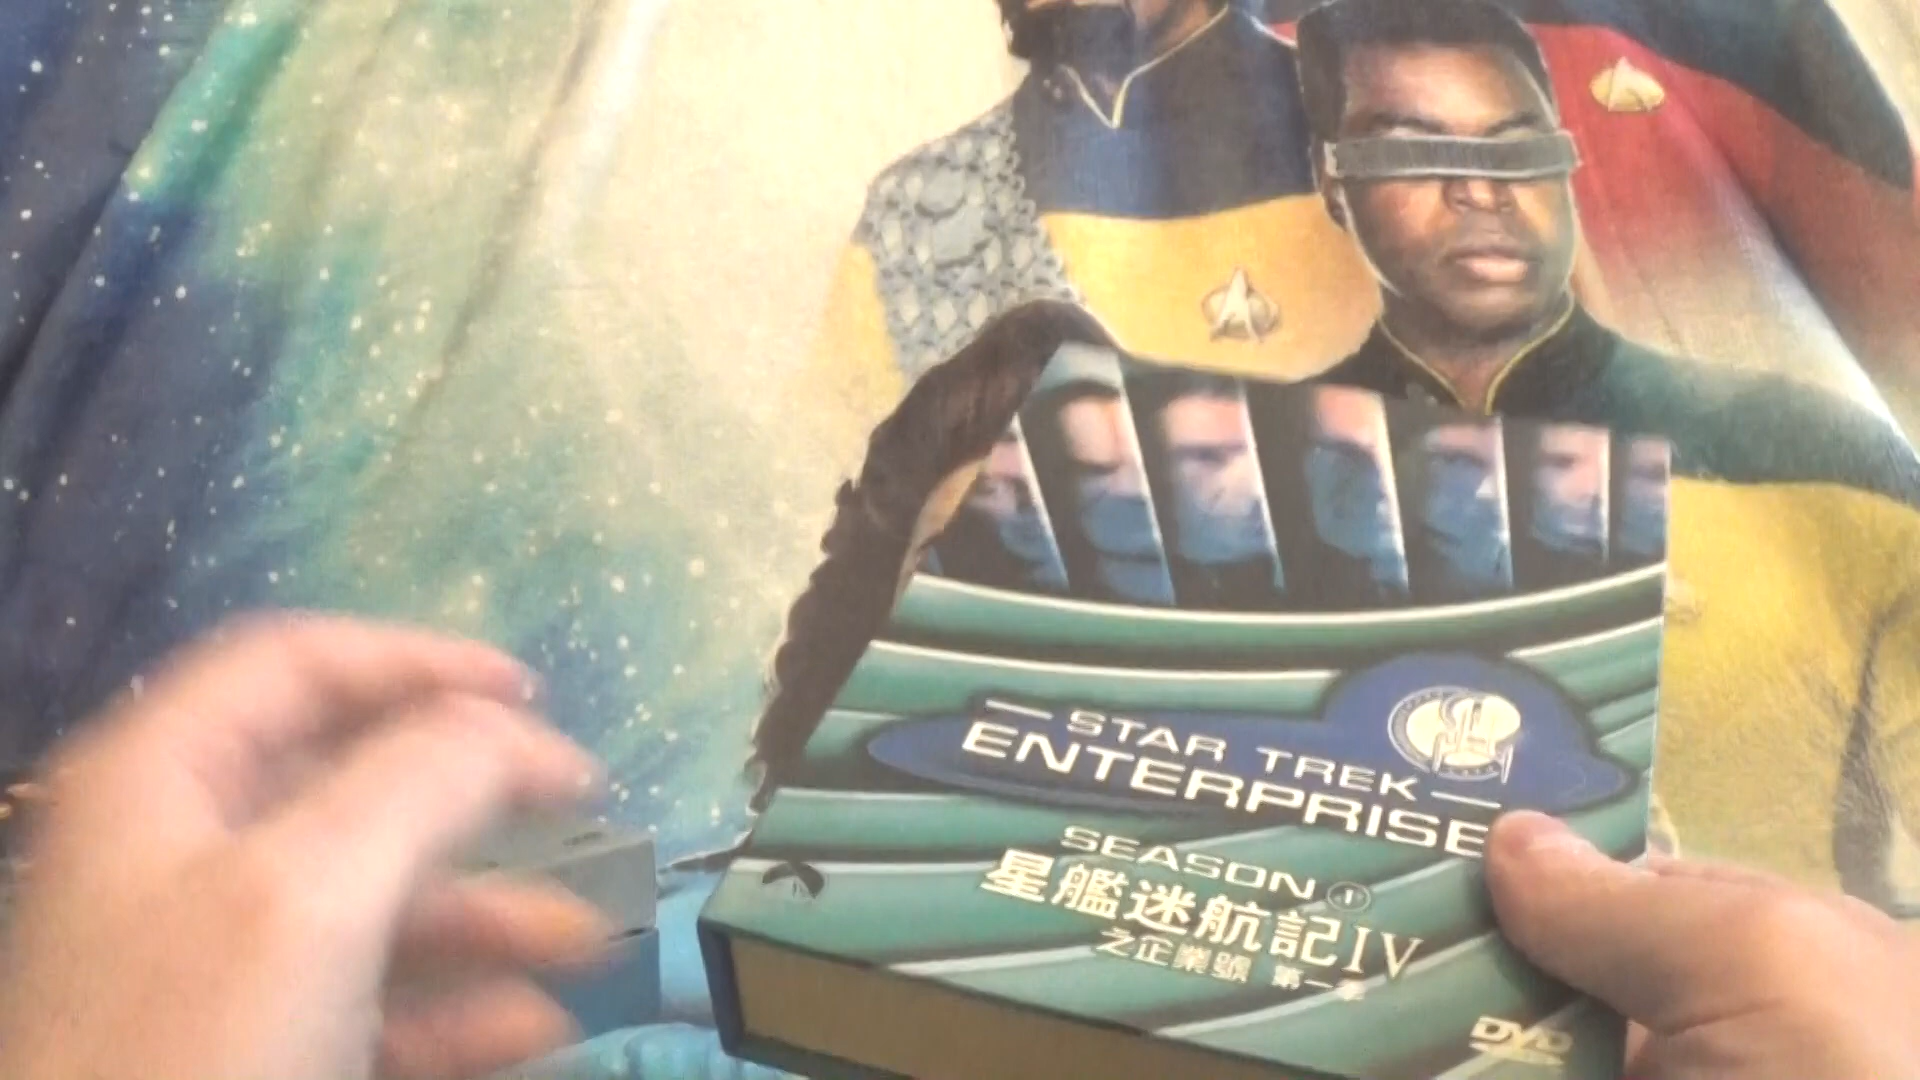 STAR TREK
ENTERPRISE
SEASON 1
星艦迷航記IV
之企業號 第一季
DVD